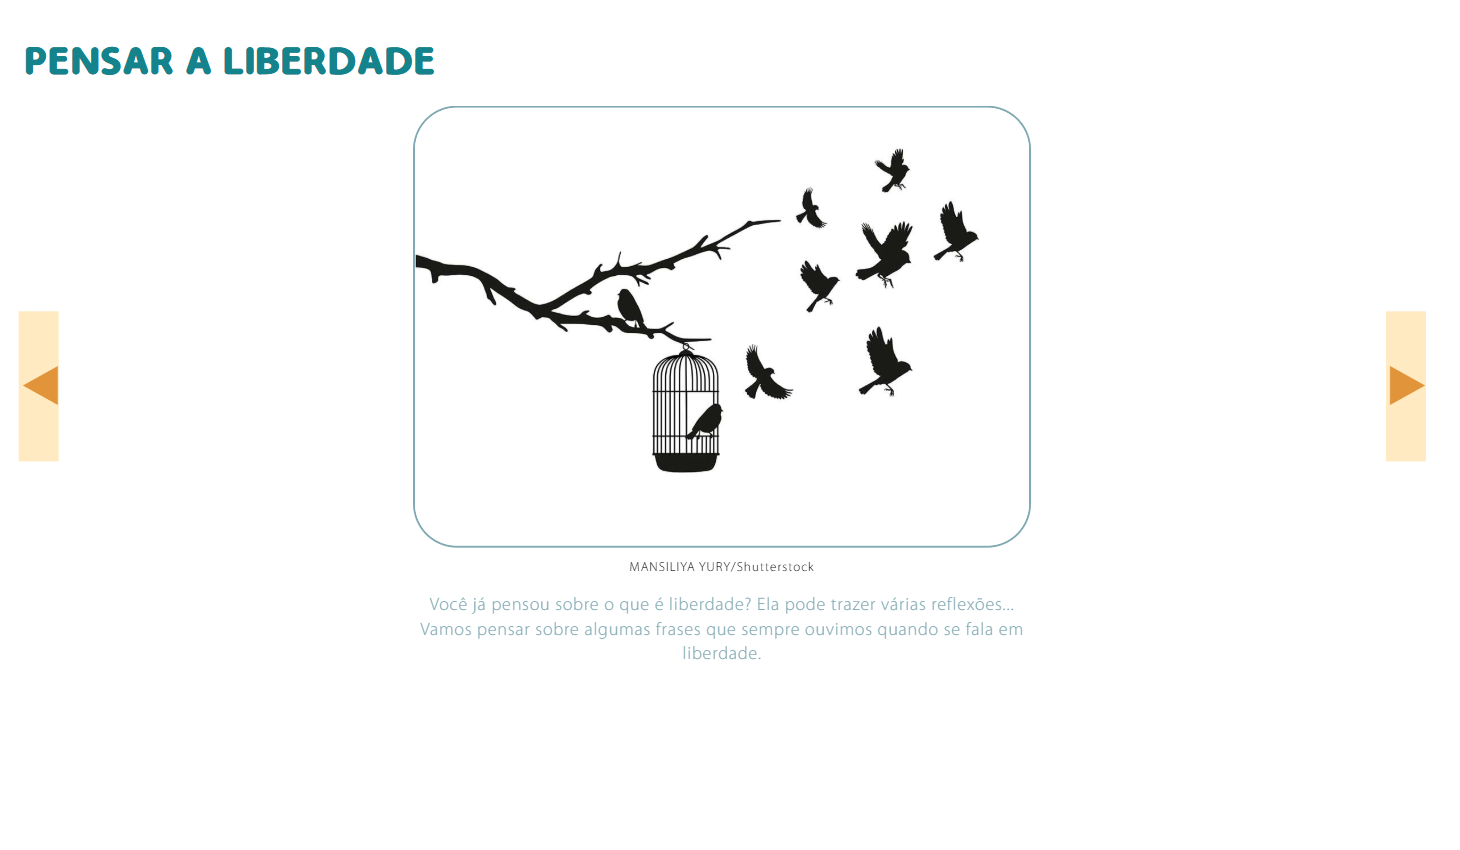 PENSAR A LIBERDADE
MANSILIYA YURY/Shutterstock
Você já pensou sobre o que é liberdade? Ela pode trazer várias reflexões...
Vamos pensar sobre algumas frases que sempre ouvimos quando se fala em
liberdade.